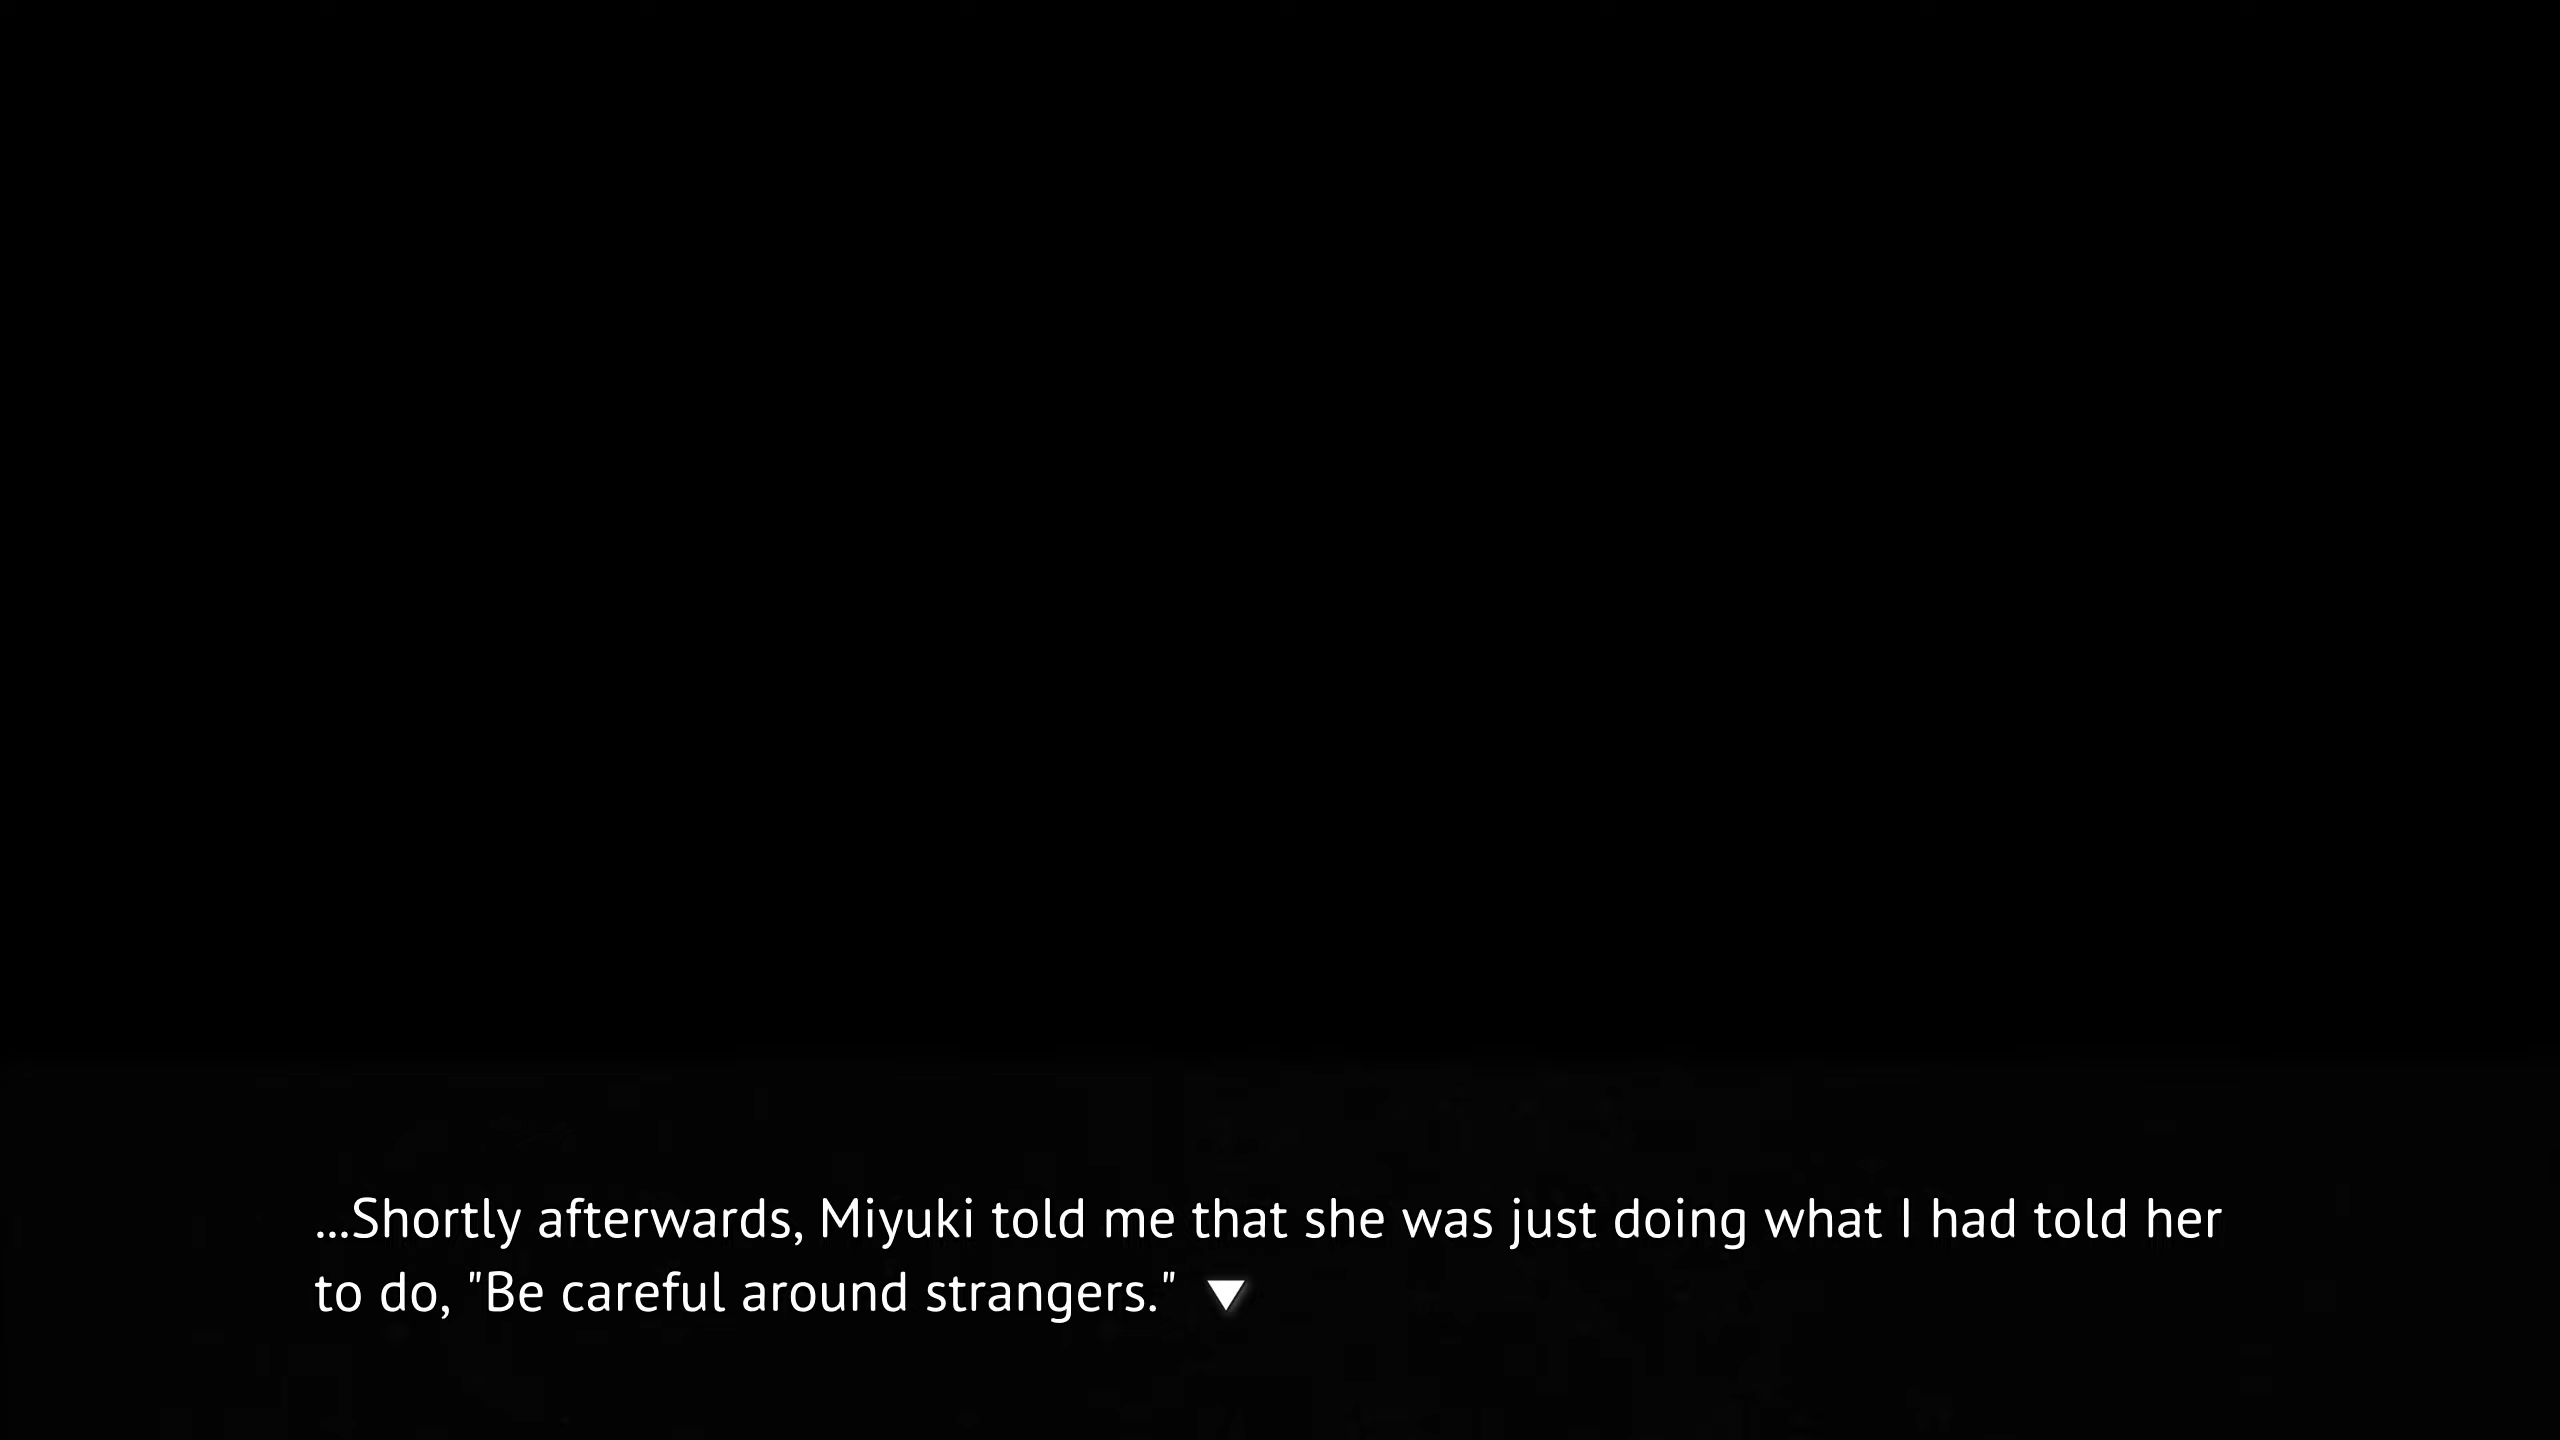 ...Shortly afterwards, Miyuki told me that she was just doing what I had told her
to do, "Be careful around strangers."